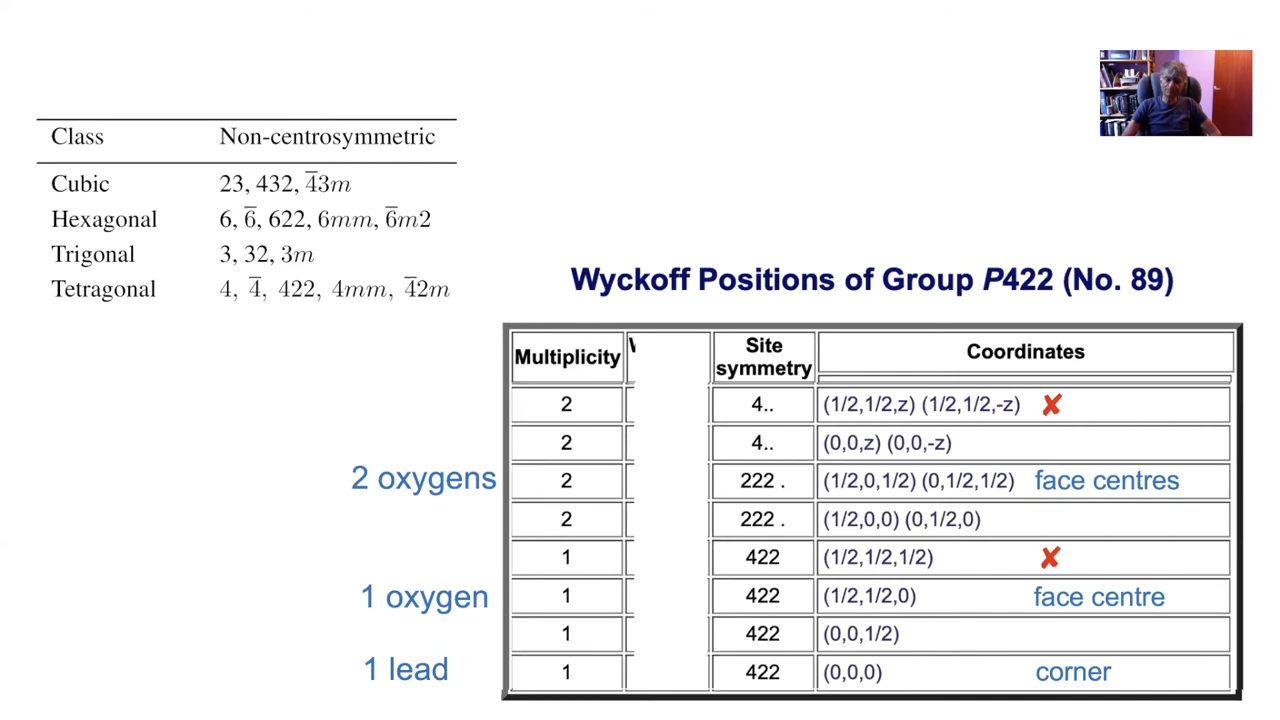 Class Non-centrosymmetric
Cubic 23, 432, 4̅3m
Hexagonal 6, 6̅, 622, 6mm, 6̅m2
Trigonal 3, 32, 3m
Tetragonal 4, 4̅, 422, 4mm, 4̅2m
Wyckoff Positions of Group P422 (No. 89)
Multiplicity Site symmetry Coordinates
2 4.. (1/2,1/2,z) (1/2,1/2,-z) ✘
2 4.. (0,0,z) (0,0,-z)
2 oxygens 2 222 . (1/2,0,1/2) (0,1/2,1/2) face centres
2 222 . (1/2,0,0) (0,1/2,0)
1 422 (1/2,1/2,1/2) ✘
1 oxygen 1 422 (1/2,1/2,0) face centre
1 422 (0,0,1/2)
1 lead 1 422 (0,0,0) corner